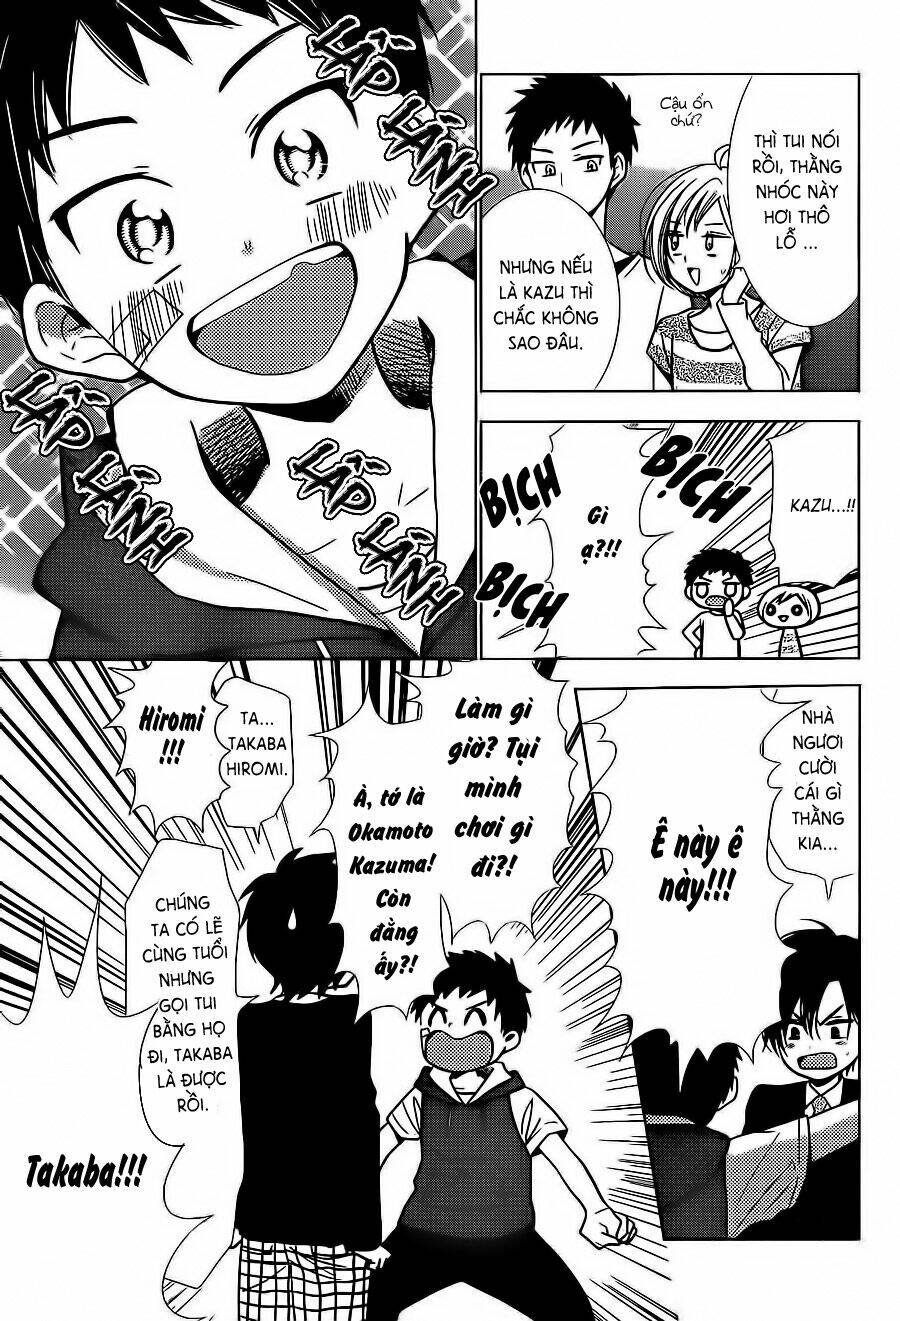 Cậu ổn
chứ?
THÌ TUI NÓI
RỒI, THẰNG
NHÓC NÀY
HƠI THÔ
LỖ ...
NHƯNG NẾU
LÀ KAZU THÌ
CHẮC KHÔNG
SAO ĐÂU.
KAZU...!!
Gì
ạ?!!
BỊCH
BỊCH
BỊCH
LẤP
LÁNH
LẤP
LÁNH
LẤP
LÁNH
NHÀ
NGƯƠI
CƯỜI
CÁI GÌ
THẰNG
KIA...
Ê này ê
này!!!
Làm gì
giờ? Tụi
mình
chơi gì
đi?!
À, tớ là
Okamoto
Kazuma!
Còn
đằng
ấy?!
TA...
TAKABA
HIROMI.
Hiromi
!!!
CHÚNG
TA CÓ LẼ
CÙNG TUỔI
NHƯNG
GỌI TUI
BẰNG HỌ
ĐI, TAKABA
LÀ ĐƯỢC
RỒI.
Takaba!!!